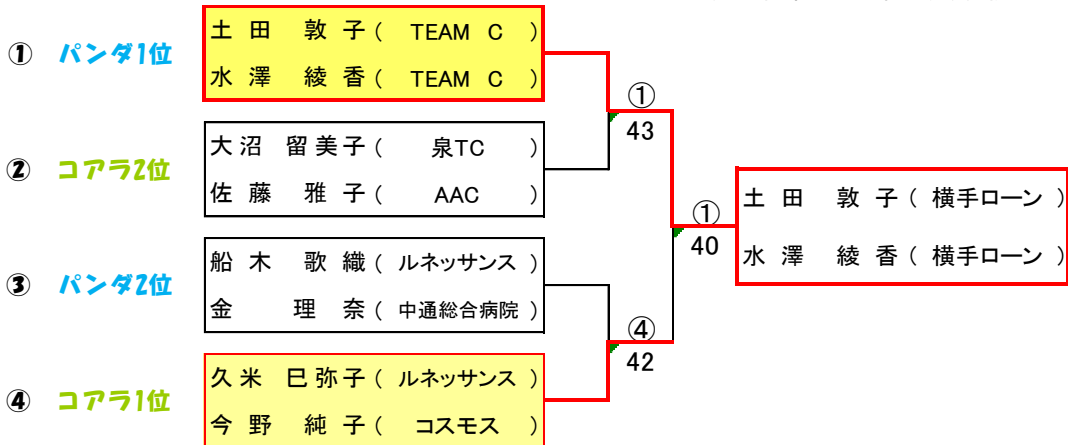 ① パンダ1位 土田 敦子( TEAM C )
水澤 綾香( TEAM C )
①
43
② コアラ2位 大沼 留美子( 泉TC )
佐藤 雅子( AAC )
①
40
土田 敦子( 横手ローン )
水澤 綾香( 横手ローン )
③ パンダ2位 船木 歌織( ルネッサンス )
金 理奈( 中通総合病院 )
④
42
④ コアラ1位 久米 巳弥子( ルネッサンス )
今野 純子( コスモス )